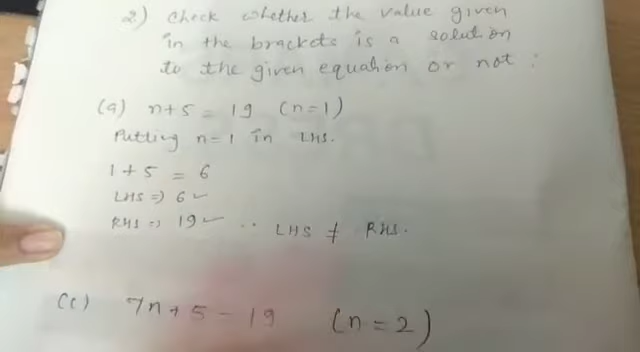 2) Check whether the value given
in the brackets is a solution
to the given equation or not :
(a) n+5 = 19 (n=1)
Putting n=1 in LHS.
1+5 = 6
LHS => 6 ✓
RHS => 19 ✓ ∴ LHS ≠ RHS.
(c) 7n+5 = 19 (n=2)